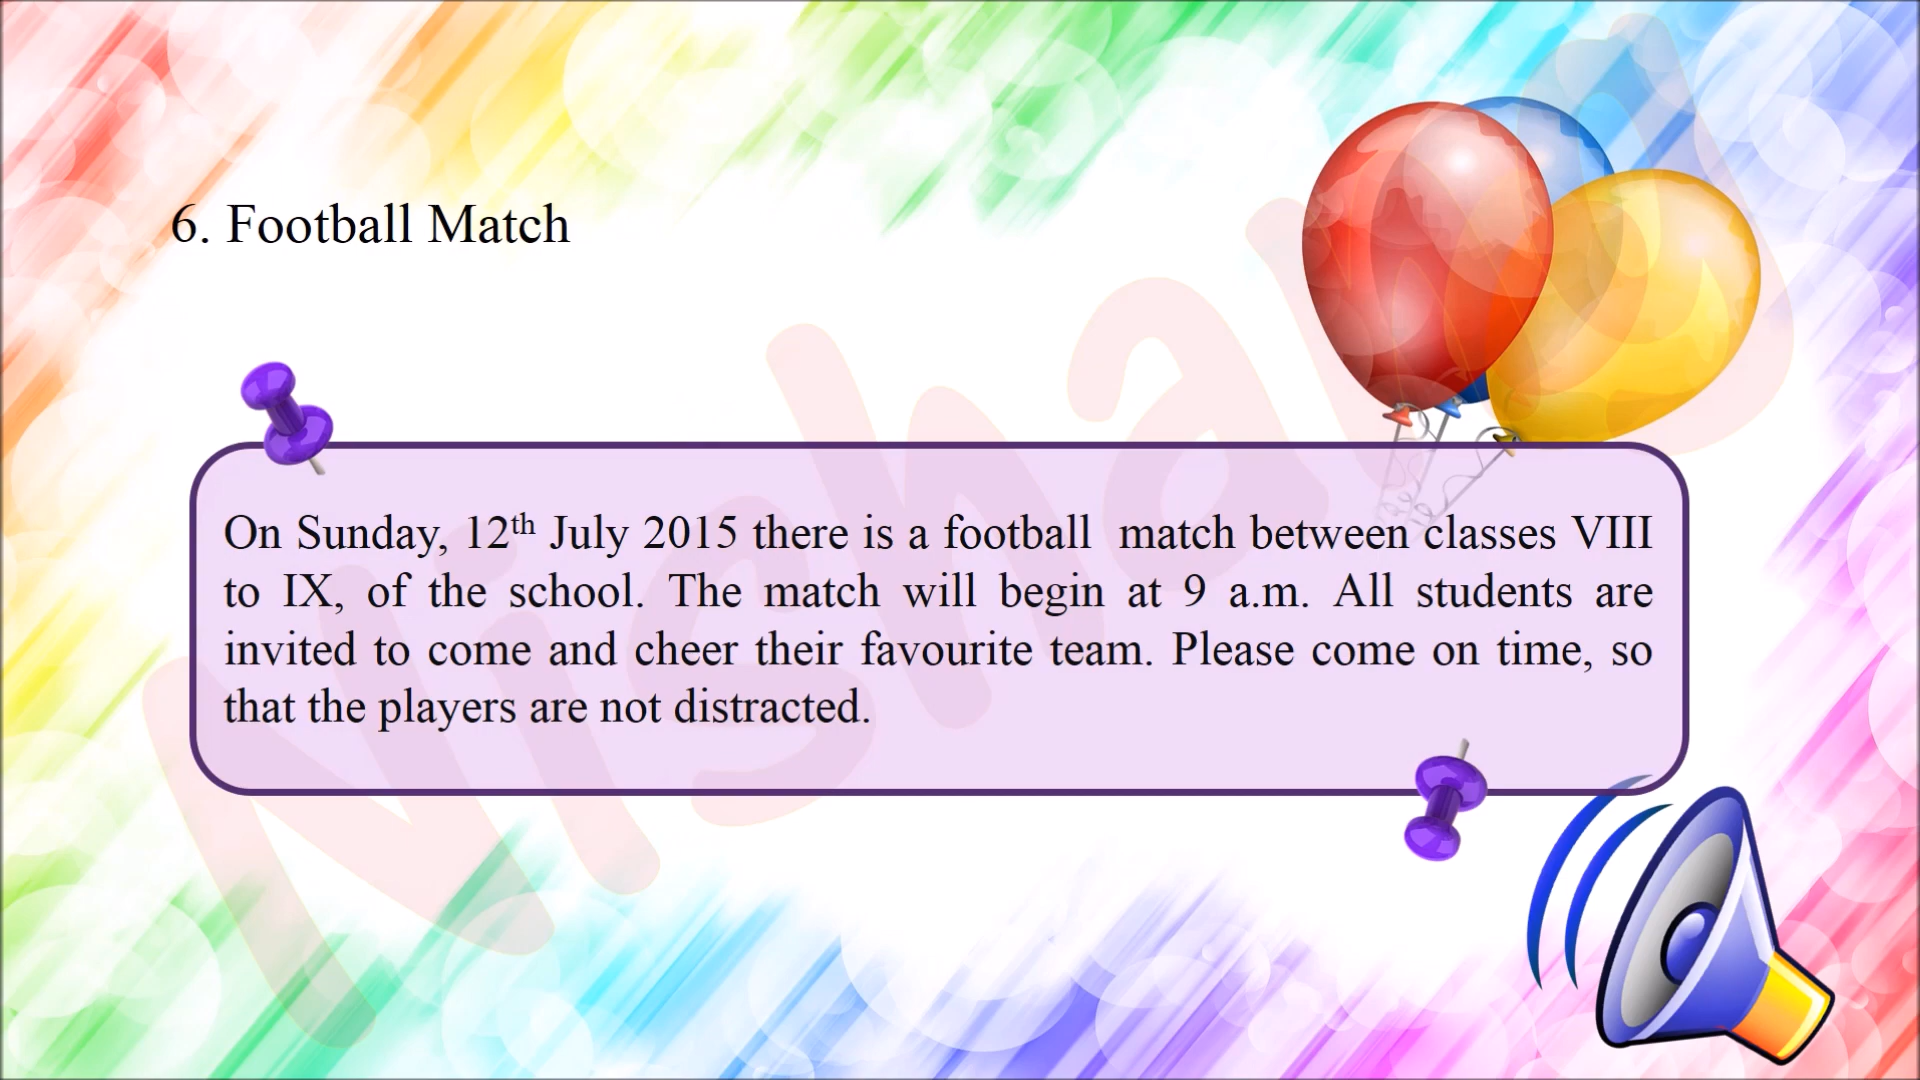 6. Football Match
On Sunday, 12th July 2015 there is a football match between classes VIII
to IX, of the school. The match will begin at 9 a.m. All students are
invited to come and cheer their favourite team. Please come on time, so
that the players are not distracted.